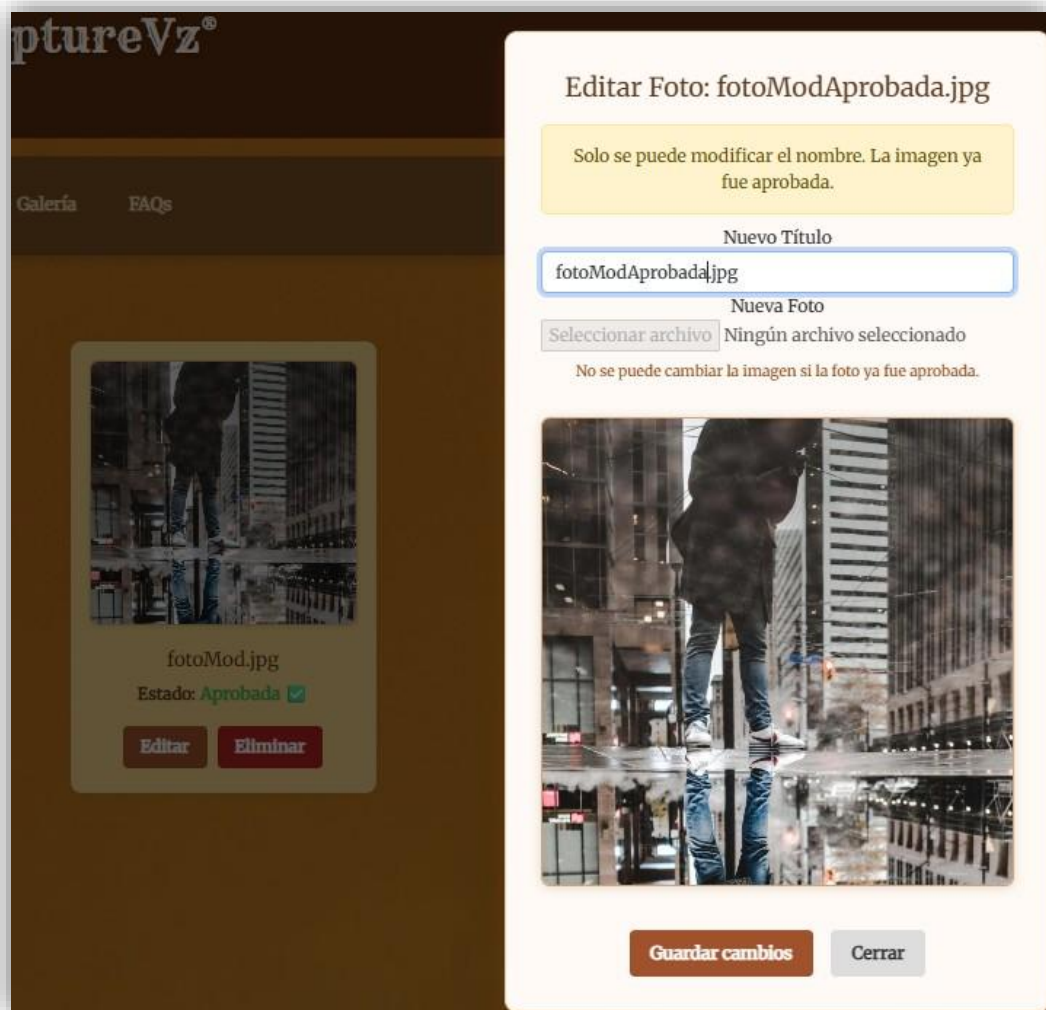 ptureVz®
Galería FAQs
fotoMod.jpg
Estado: Aprobada ✅
Editar Eliminar
Editar Foto: fotoModAprobada.jpg
Solo se puede modificar el nombre. La imagen ya
fue aprobada.
Nuevo Título
fotoModAprobada.jpg
Nueva Foto
Seleccionar archivo Ningún archivo seleccionado
No se puede cambiar la imagen si la foto ya fue aprobada.
Guardar cambios Cerrar